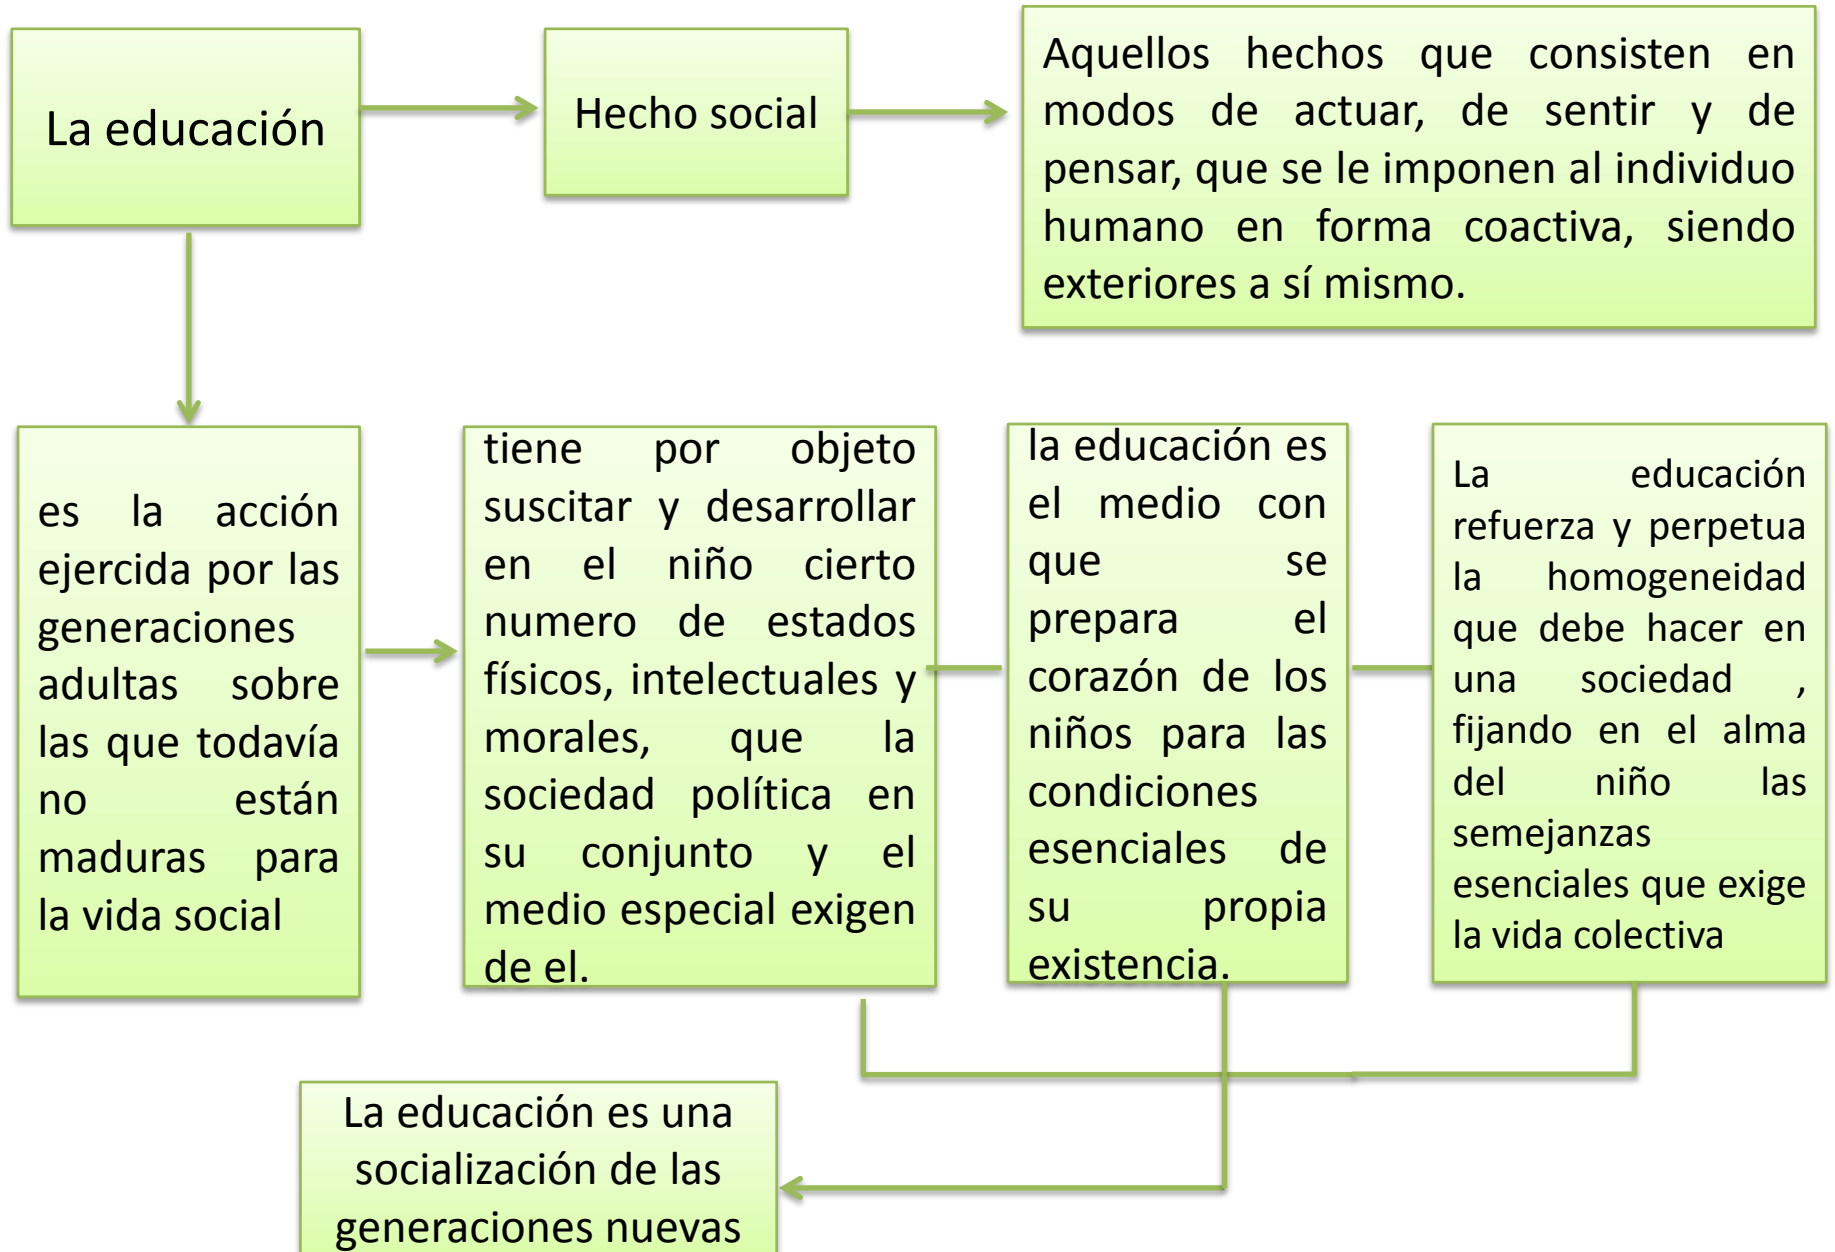 La educación
Hecho social
Aquellos hechos que consisten en
modos de actuar, de sentir y de
pensar, que se le imponen al individuo
humano en forma coactiva, siendo
exteriores a sí mismo.
es la acción
ejercida por las
generaciones
adultas sobre
las que todavía
no están
maduras para
la vida social
tiene por objeto
suscitar y desarrollar
en el niño cierto
numero de estados
físicos, intelectuales y
morales, que la
sociedad política en
su conjunto y el
medio especial exigen
de el.
la educación es
el medio con
que se
prepara el
corazón de los
niños para las
condiciones
esenciales de
su propia
existencia.
La educación
refuerza y perpetua
la homogeneidad
que debe hacer en
una sociedad ,
fijando en el alma
del niño las
semejanzas
esenciales que exige
la vida colectiva
La educación es una
socialización de las
generaciones nuevas